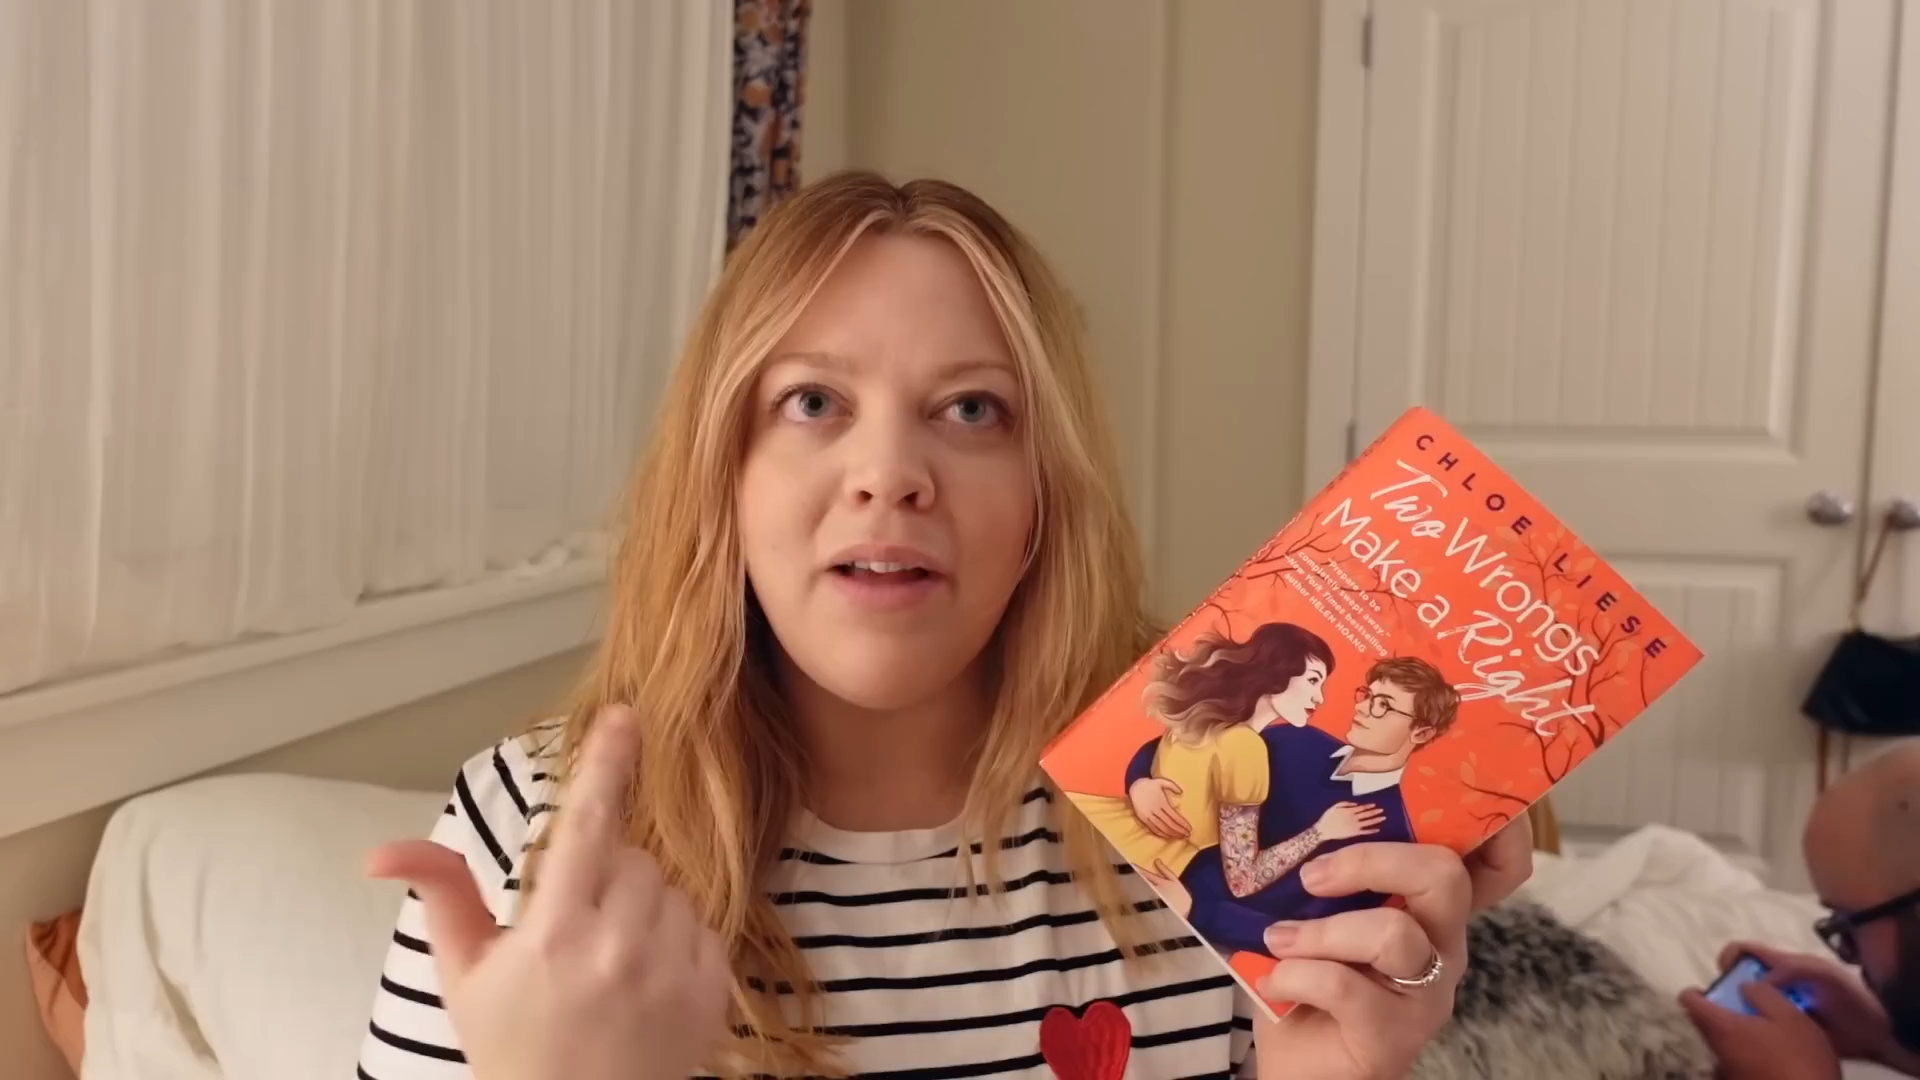 CHLOE LIESE
Two Wrongs
Make a Right
"Prepare to be
completely swept away."
New York Times bestselling
author HELEN HOANG